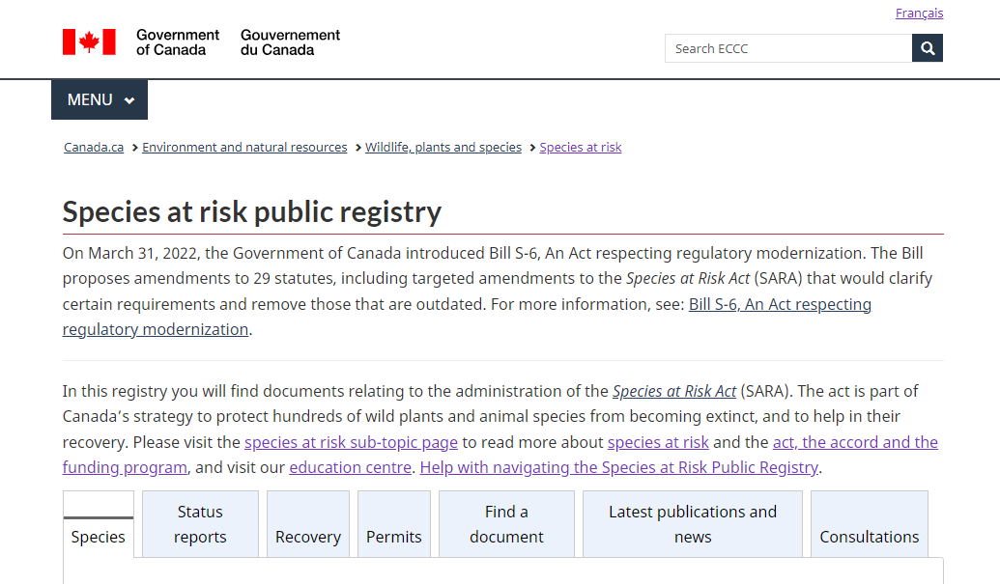 Français
Government of Canada
Gouvernement du Canada
Search ECCC
MENU
Canada.ca > Environment and natural resources > Wildlife, plants and species > Species at risk
Species at risk public registry
On March 31, 2022, the Government of Canada introduced Bill S-6, An Act respecting regulatory modernization. The Bill
proposes amendments to 29 statutes, including targeted amendments to the Species at Risk Act (SARA) that would clarify
certain requirements and remove those that are outdated. For more information, see: Bill S-6, An Act respecting
regulatory modernization.
In this registry you will find documents relating to the administration of the Species at Risk Act (SARA). The act is part of
Canada's strategy to protect hundreds of wild plants and animal species from becoming extinct, and to help in their
recovery. Please visit the species at risk sub-topic page to read more about species at risk and the act, the accord and the
funding program, and visit our education centre. Help with navigating the Species at Risk Public Registry.
Species
Status
reports
Recovery
Permits
Find a
document
Latest publications and
news
Consultations